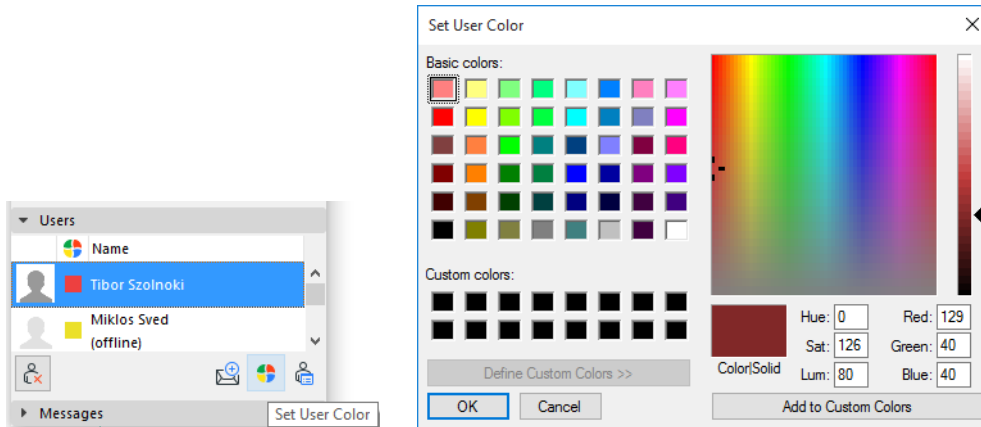 Users
Name
Tibor Szolnoki
Miklos Sved
(offline)
Messages
Set User Color
Set User Color
Basic colors:
Custom colors:
Define Custom Colors >>
OK Cancel
Color|Solid
Hue: 0 Red: 129
Sat: 126 Green: 40
Lum: 80 Blue: 40
Add to Custom Colors